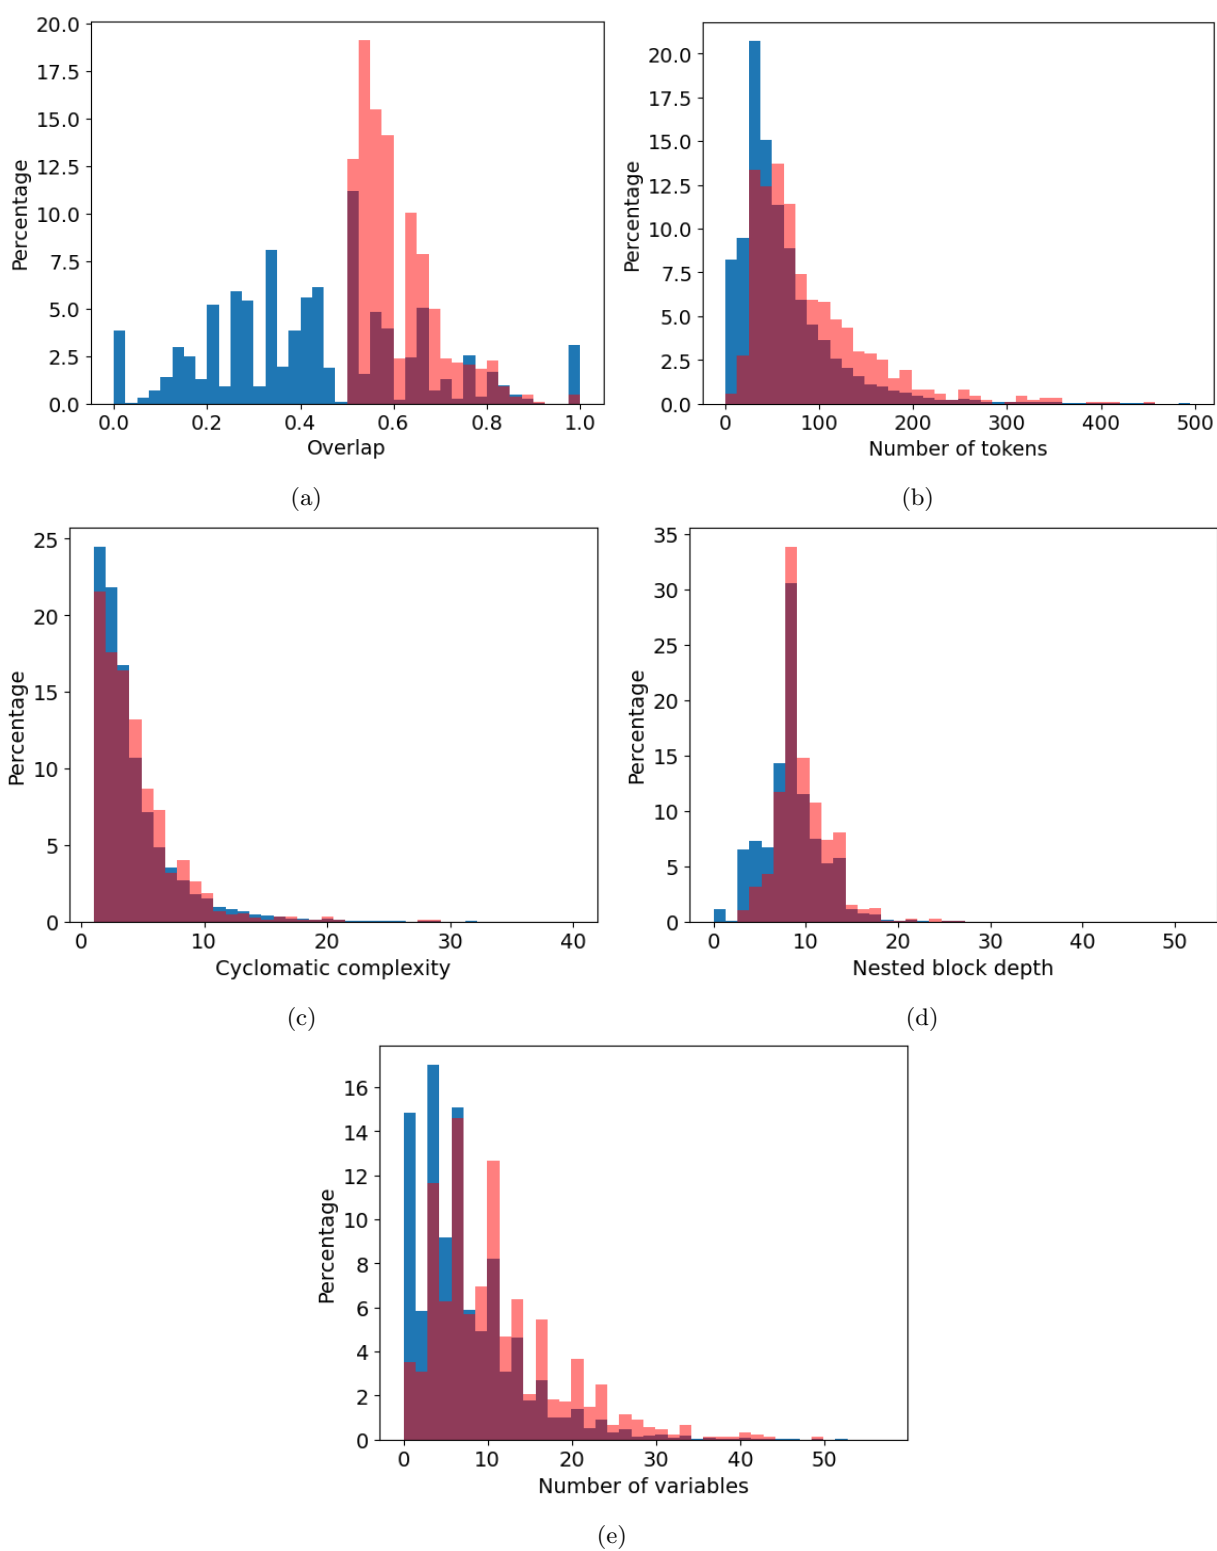 20.0
17.5
15.0
12.5
10.0
7.5
5.0
2.5
0.0
Percentage
0.0 0.2 0.4 0.6 0.8 1.0
Overlap
(a)
20.0
17.5
15.0
12.5
10.0
7.5
5.0
2.5
0.0
Percentage
0 100 200 300 400 500
Number of tokens
(b)
25
20
15
10
5
0
Percentage
0 10 20 30 40
Cyclomatic complexity
(c)
35
30
25
20
15
10
5
0
Percentage
0 10 20 30 40 50
Nested block depth
(d)
16
14
12
10
8
6
4
2
0
Percentage
0 10 20 30 40 50
Number of variables
(e)